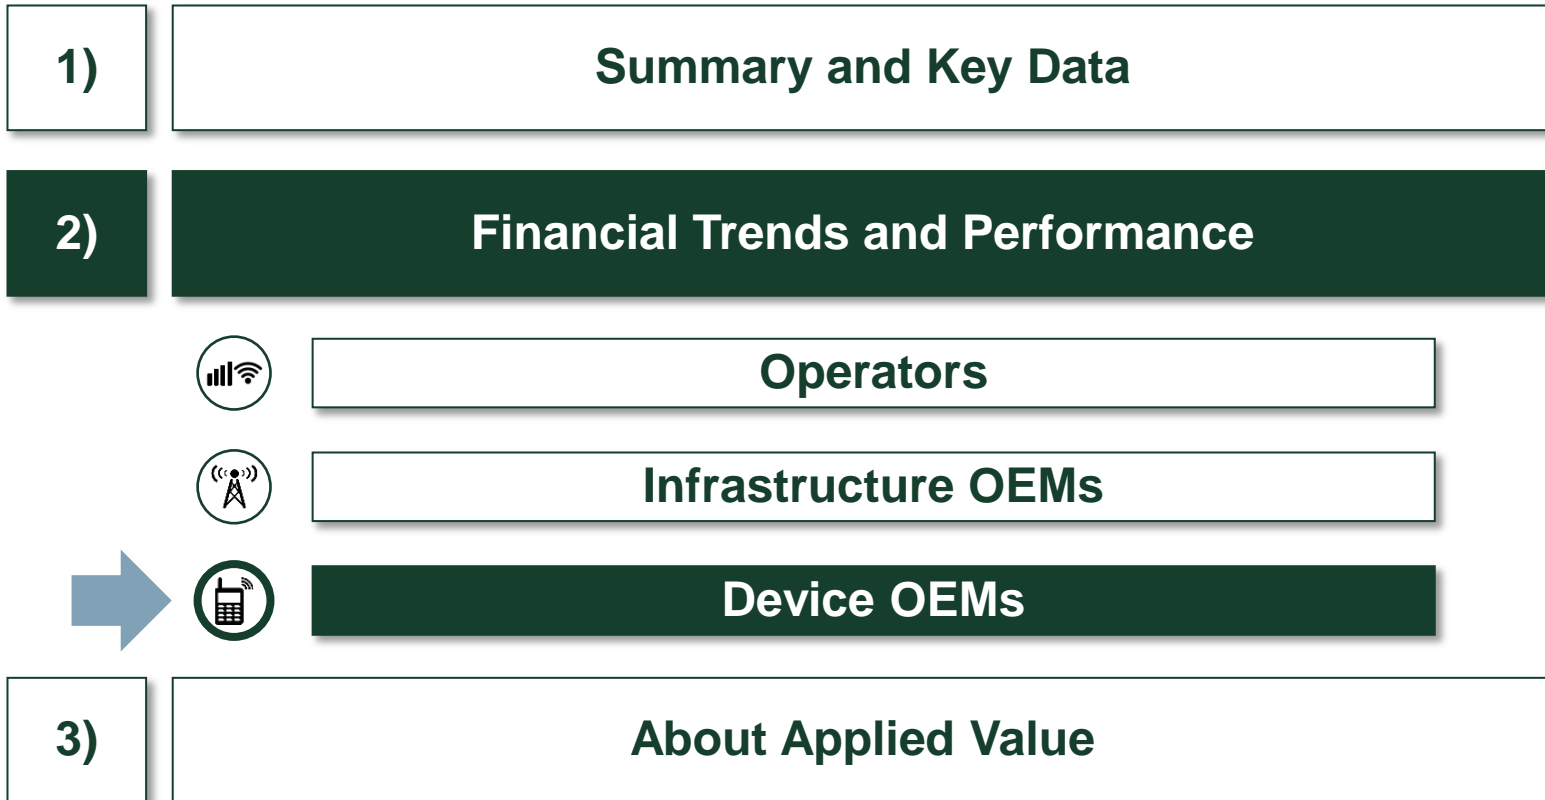 1)
Summary and Key Data
2)
Financial Trends and Performance
Operators
Infrastructure OEMs
Device OEMs
3)
About Applied Value